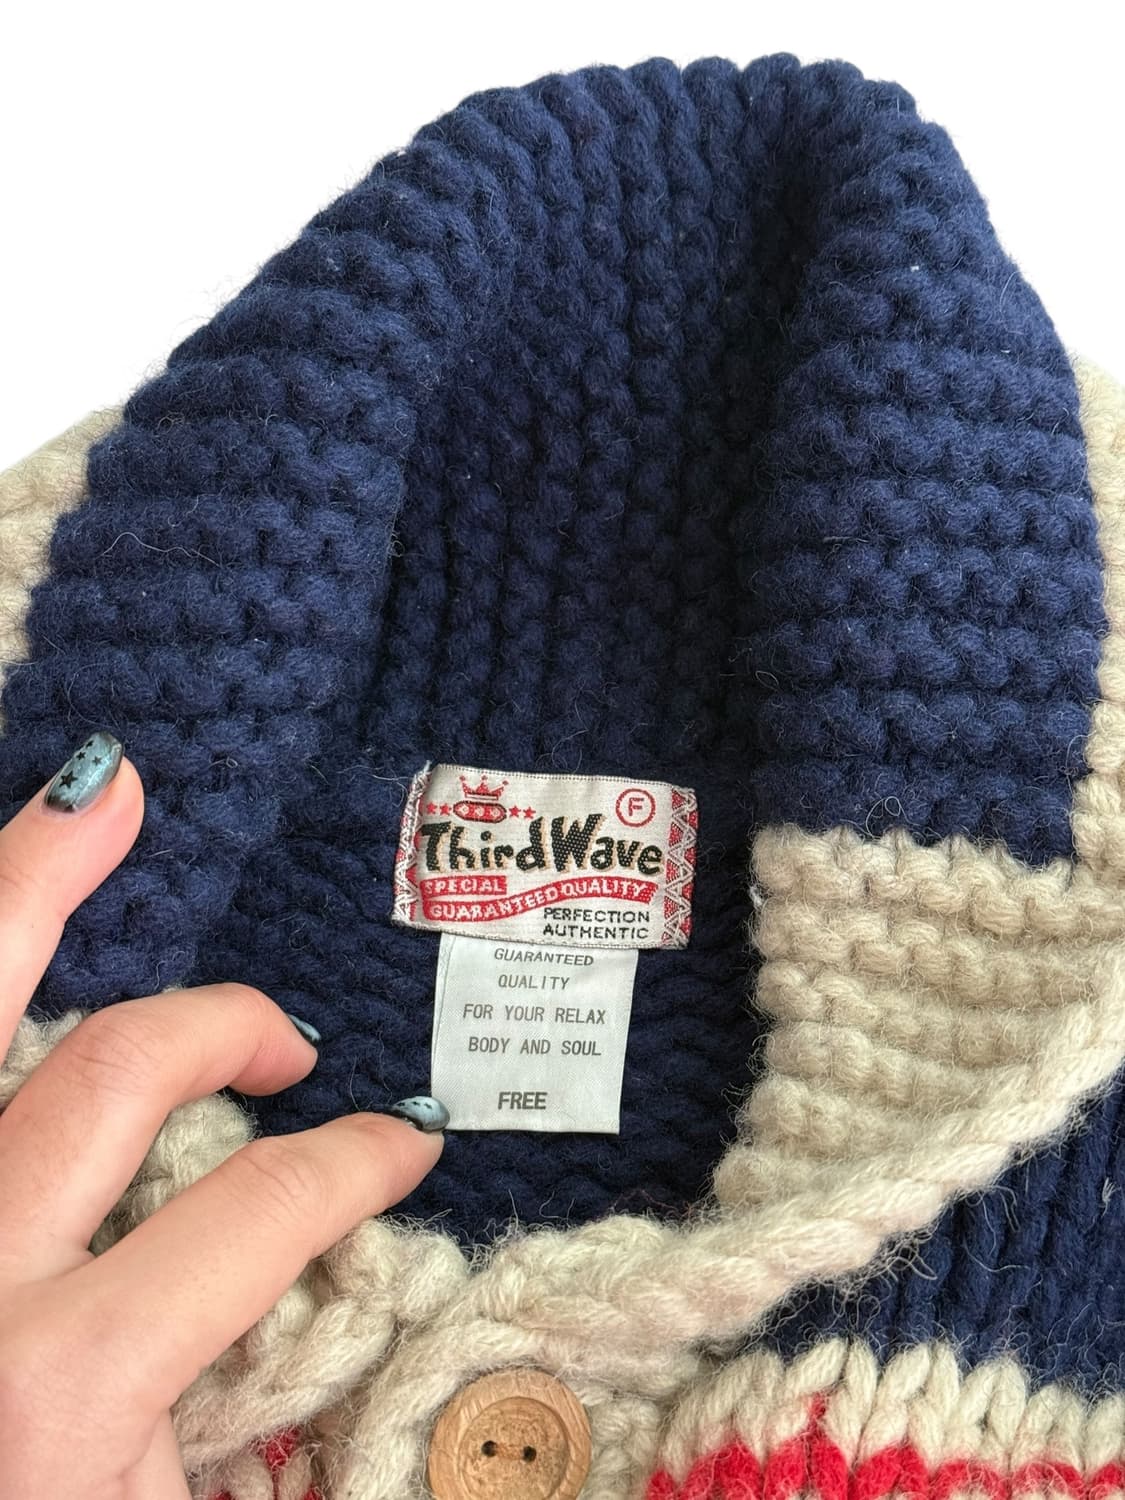 F
ThirdWave
SPECIAL
GUARANTEED QUALITY
PERFECTION
AUTHENTIC
GUARANTEED
QUALITY
FOR YOUR RELAX
BODY AND SOUL
FREE